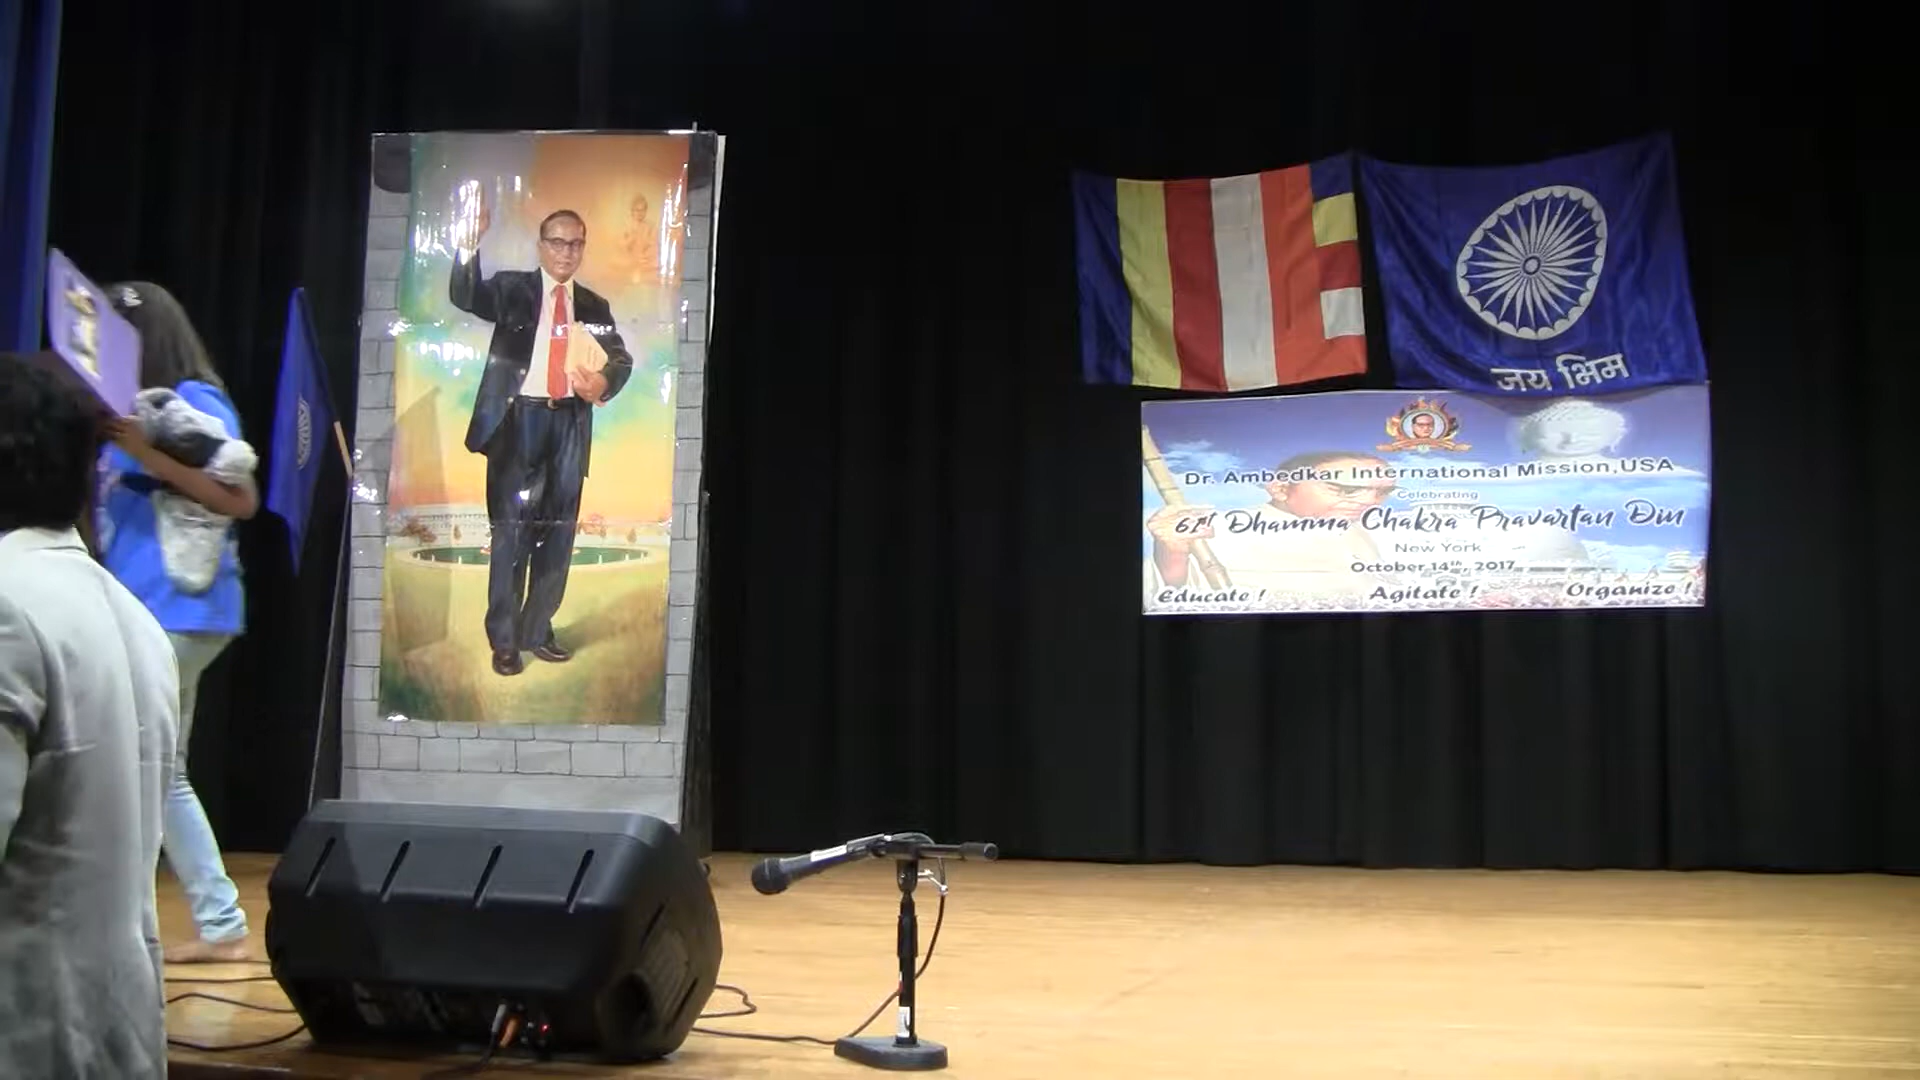 जय भिम
Dr. Ambedkar International Mission, USA
Celebrating
61st Dhamma Chakra Pravartan Din
New York
October 14th, 2017
Educate ! Agitate ! Organize !